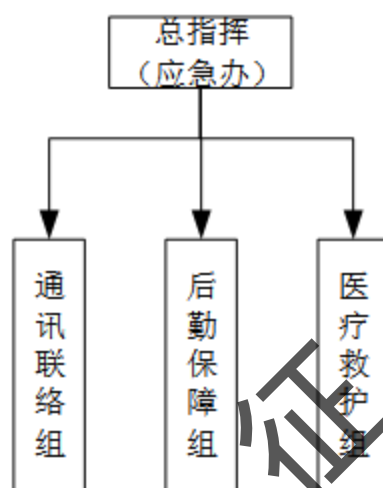 总指挥
（应急办）
通讯联络组
后勤保障组
医疗救护组
征